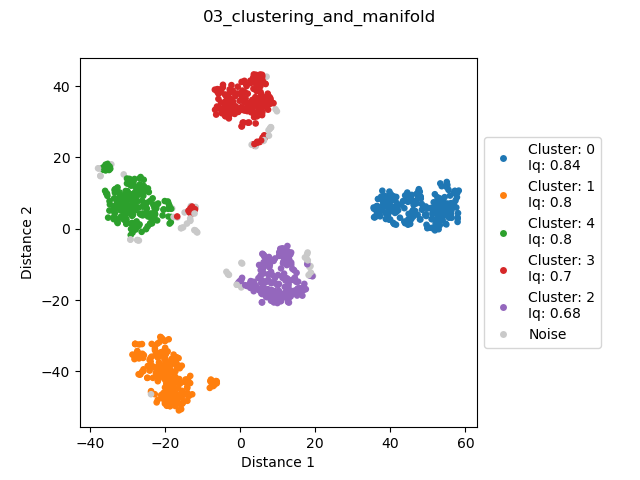 03_clustering_and_manifold
40
20
0
−20
−40
Distance 2
−40
−20
0
20
40
60
Distance 1
Cluster: 0
Iq: 0.84
Cluster: 1
Iq: 0.8
Cluster: 4
Iq: 0.8
Cluster: 3
Iq: 0.7
Cluster: 2
Iq: 0.68
Noise